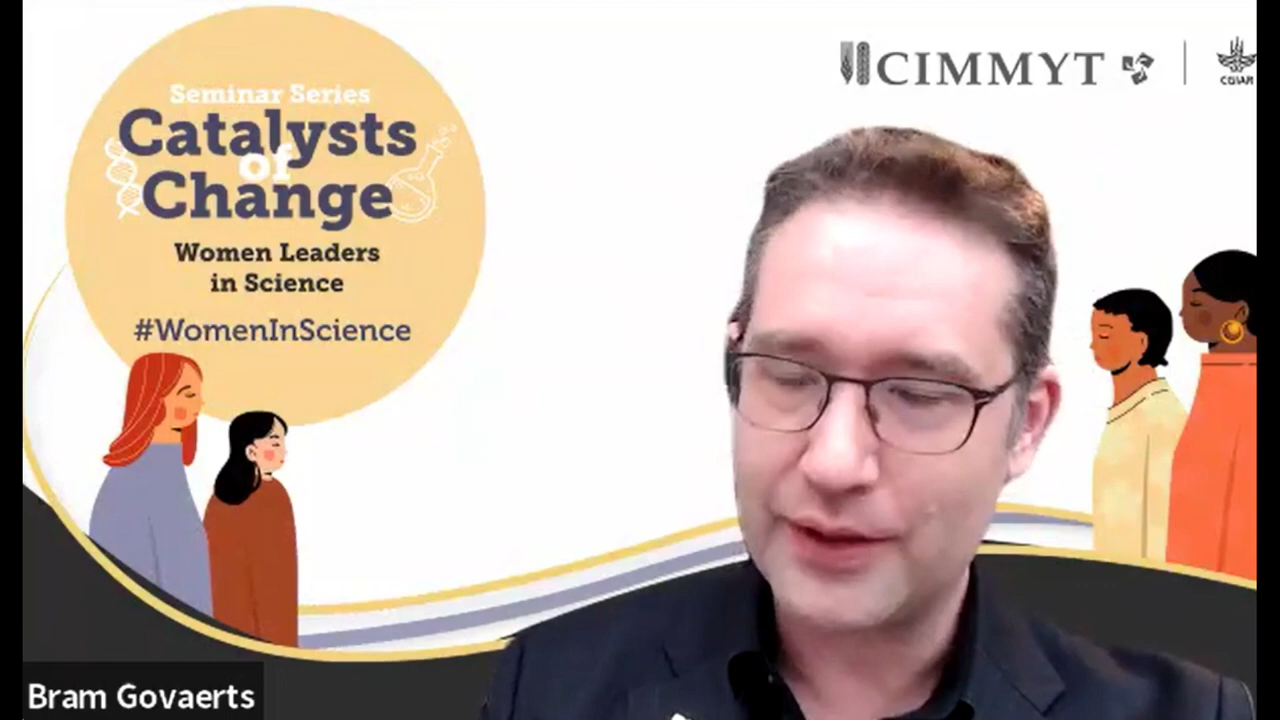 Seminar Series
Catalysts
of
Change
Women Leaders
in Science
#WomenInScience
CIMMYT
CGIAR
Bram Govaerts